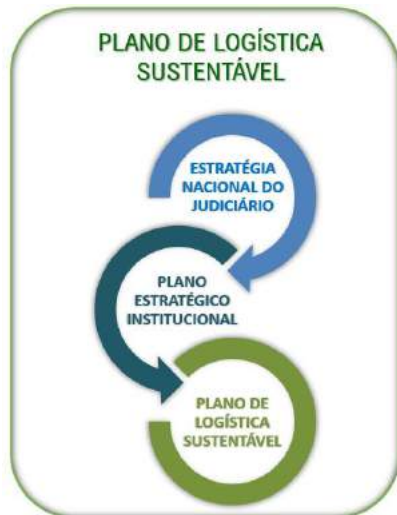 PLANO DE LOGÍSTICA
SUSTENTÁVEL
ESTRATÉGIA
NACIONAL DO
JUDICIÁRIO
PLANO
ESTRATÉGICO
INSTITUCIONAL
PLANO DE
LOGÍSTICA
SUSTENTÁVEL